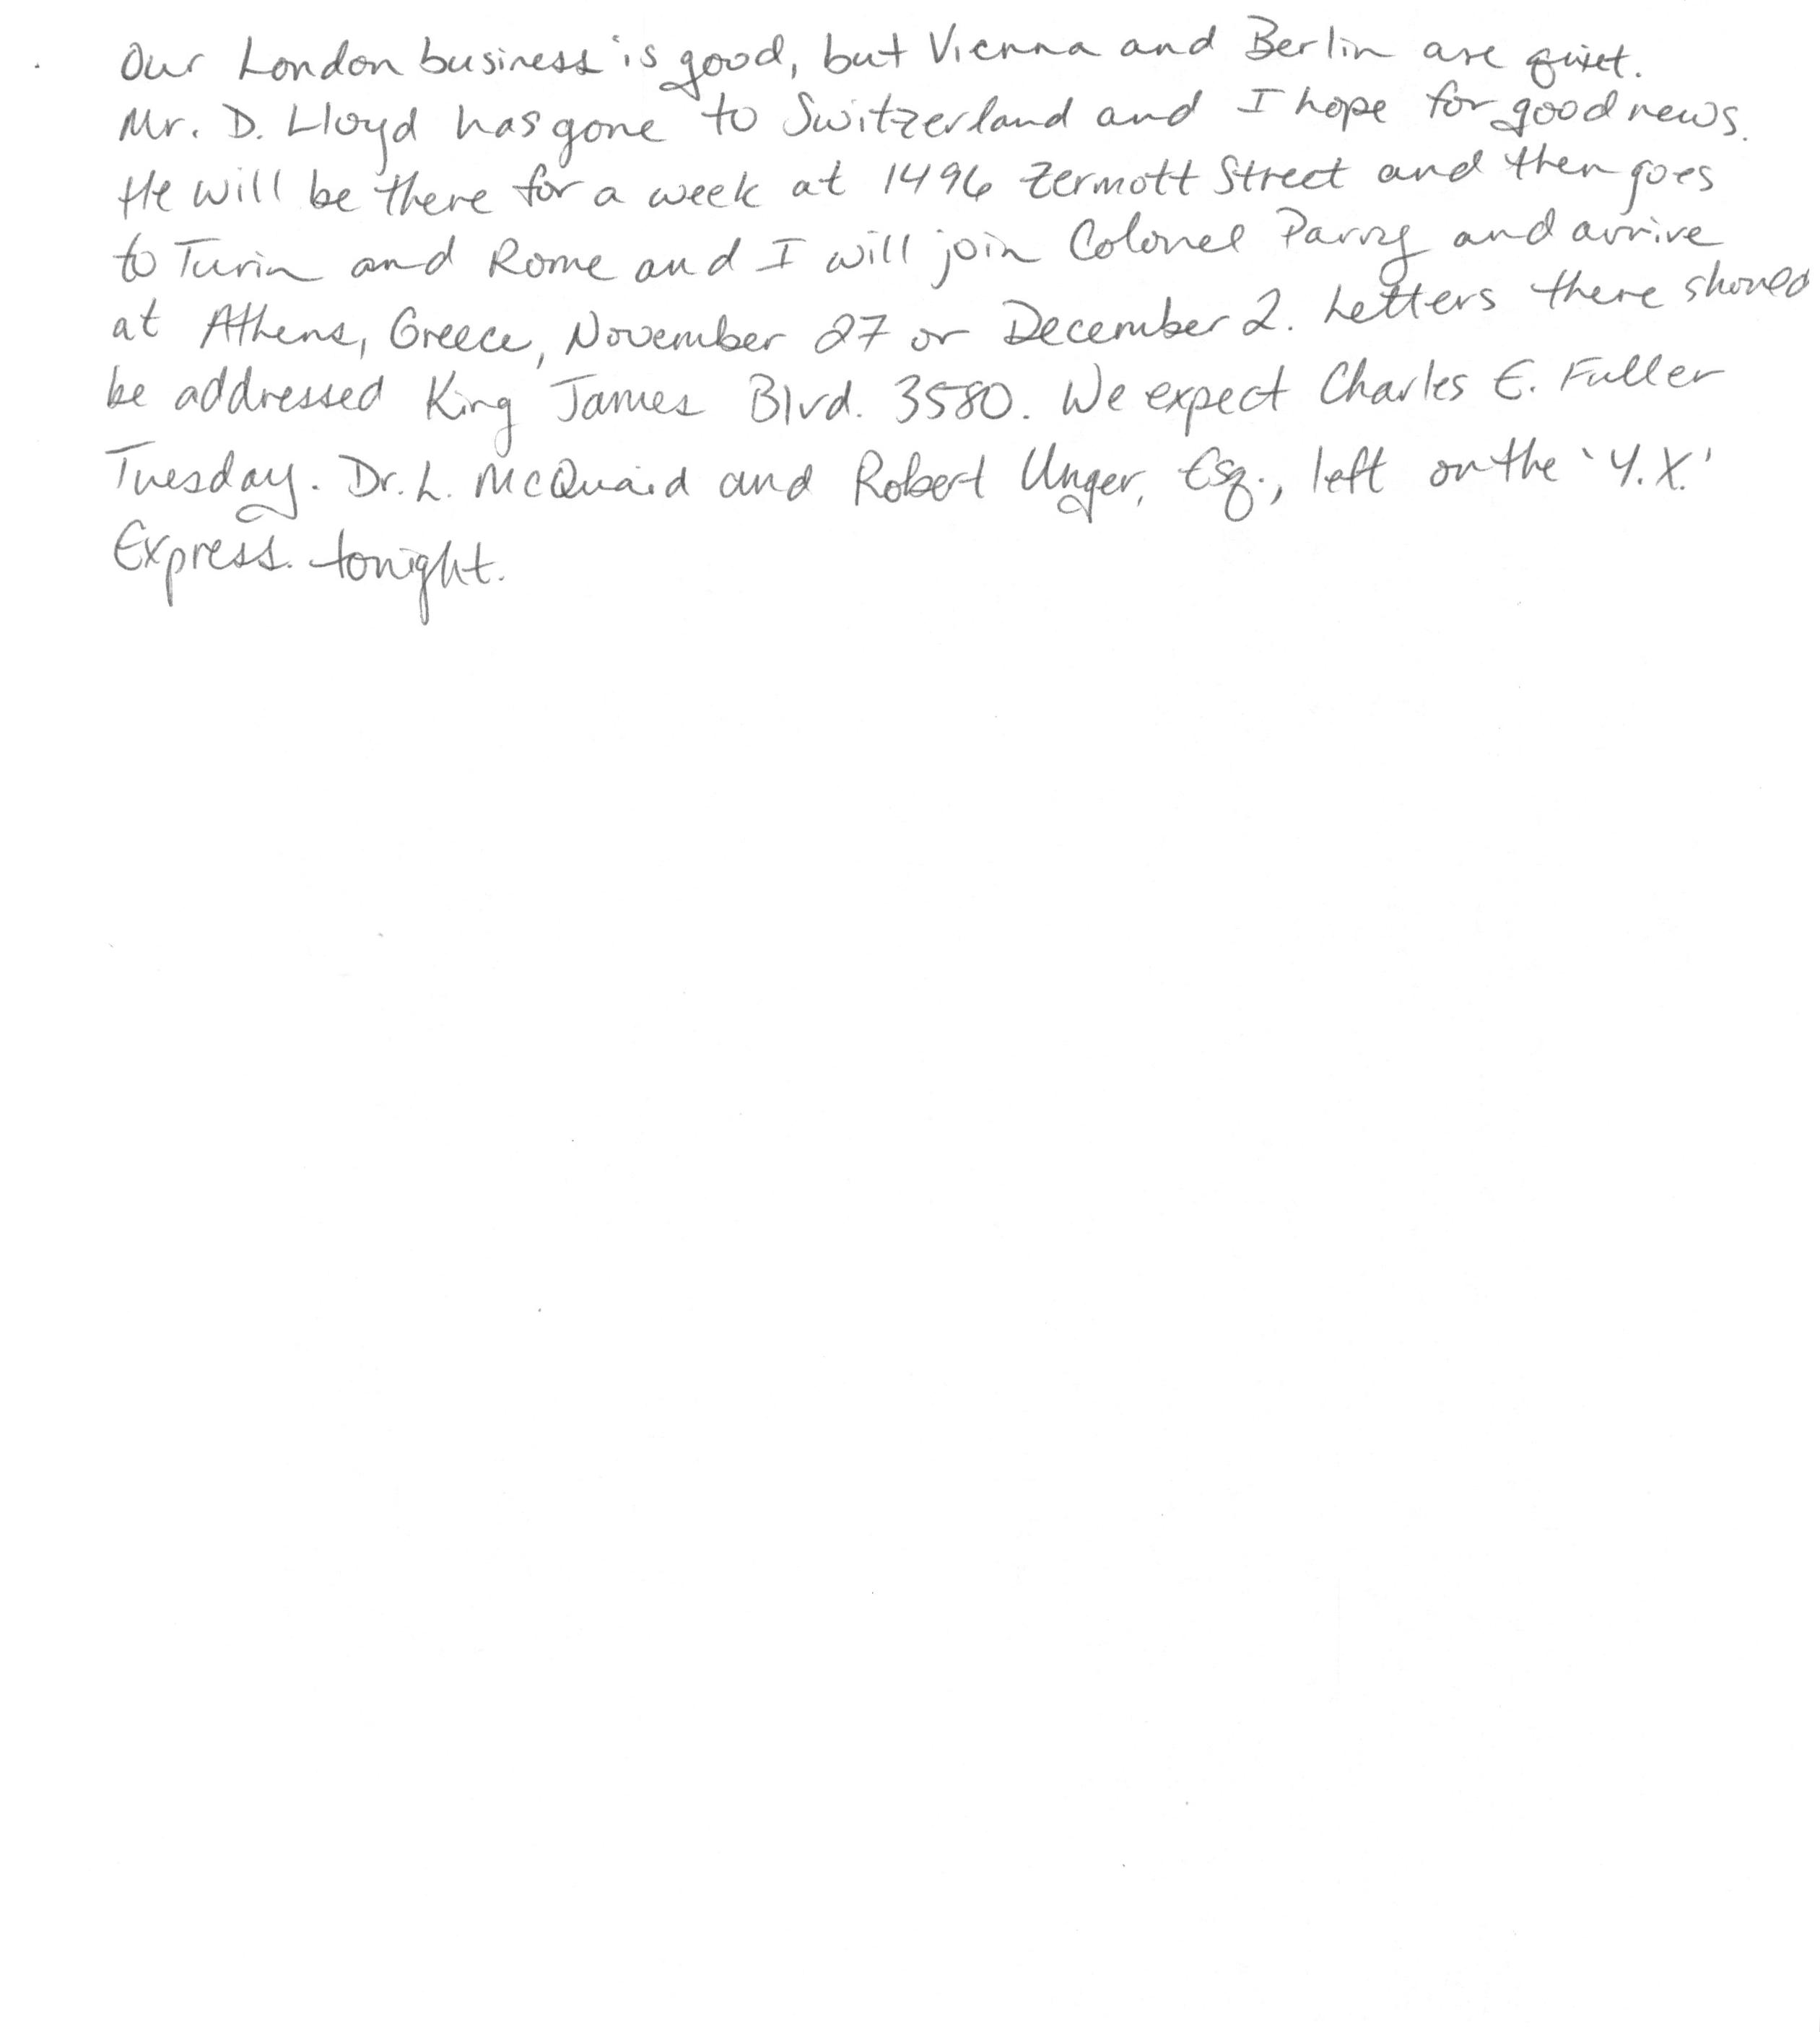 Our London business is good, but Vienna and Berlin are quiet.
Mr. D. Lloyd has gone to Switzerland and I hope for good news.
He will be there for a week at 1496 Zermott Street and then goes
to Turin and Rome and I will join Colonel Parry and arrive
at Athens, Greece, November 27 or December 2. Letters there should
be addressed King James Blvd. 3580. We expect Charles E. Fuller
Tuesday. Dr. L. McQuaid and Robert Unger, Esq., left on the 'Y.X.'
Express. tonight.